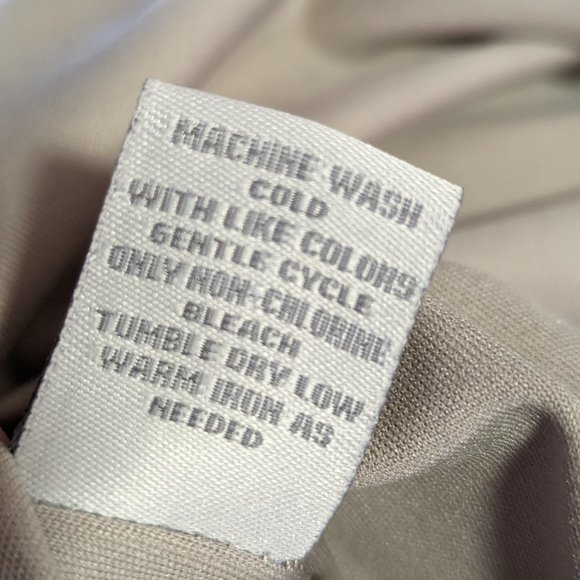 MACHINE WASH
COLD
WITH LIKE COLORS
GENTLE CYCLE
ONLY NON-CHLORINE
BLEACH
TUMBLE DRY LOW
WARM IRON AS
NEEDED